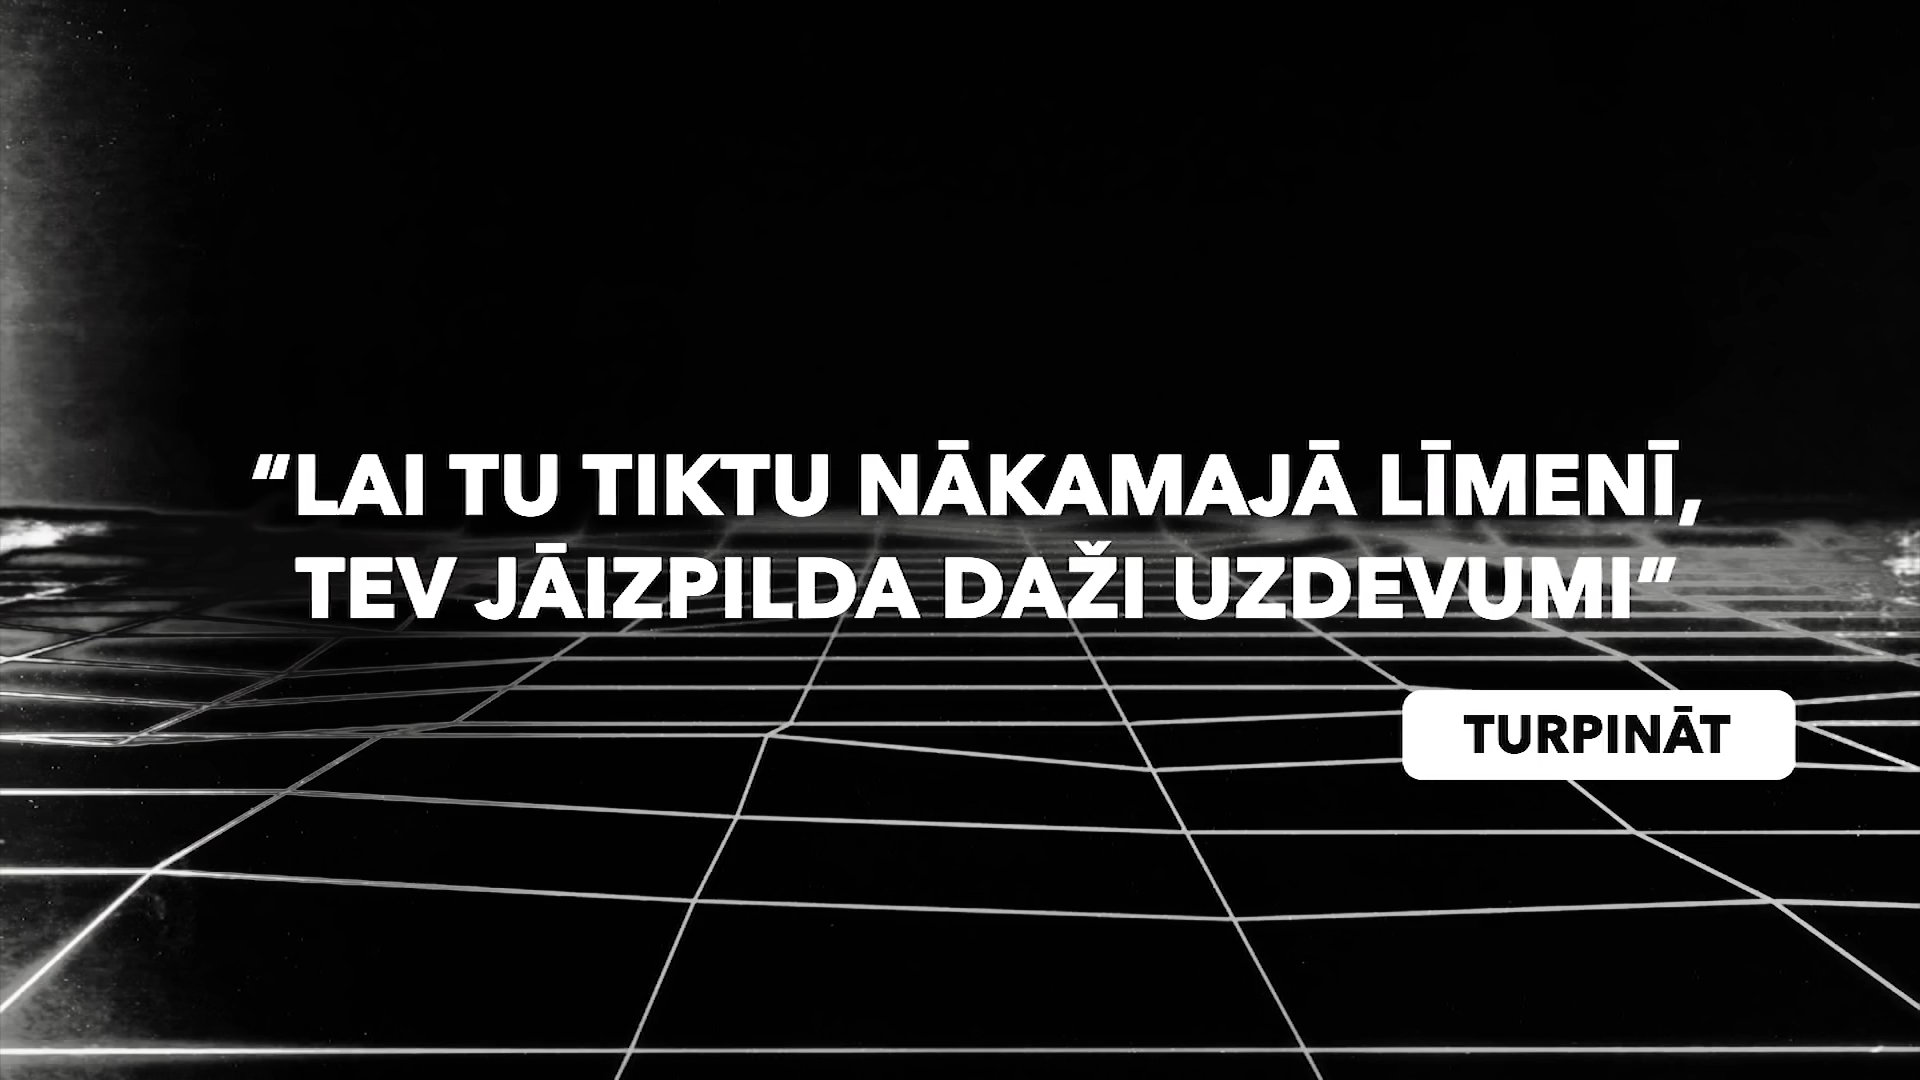 “LAI TU TIKTU NĀKAMAJĀ LĪMENĪ,
TEV JĀIZPILDA DAŽI UZDEVUMI”
TURPINĀT